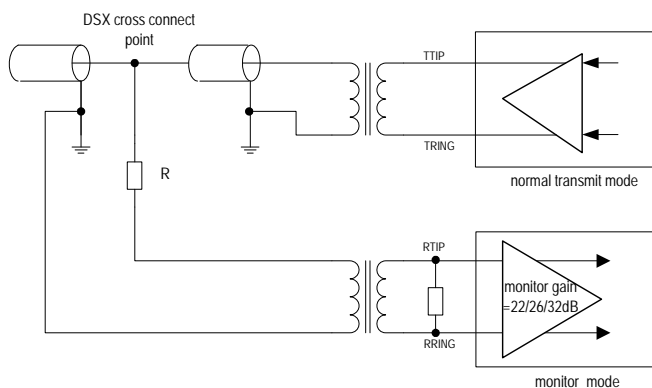 DSX cross connect
point
TTIP
TRING
normal transmit mode
R
RTIP
monitor gain
=22/26/32dB
RRING
monitor mode